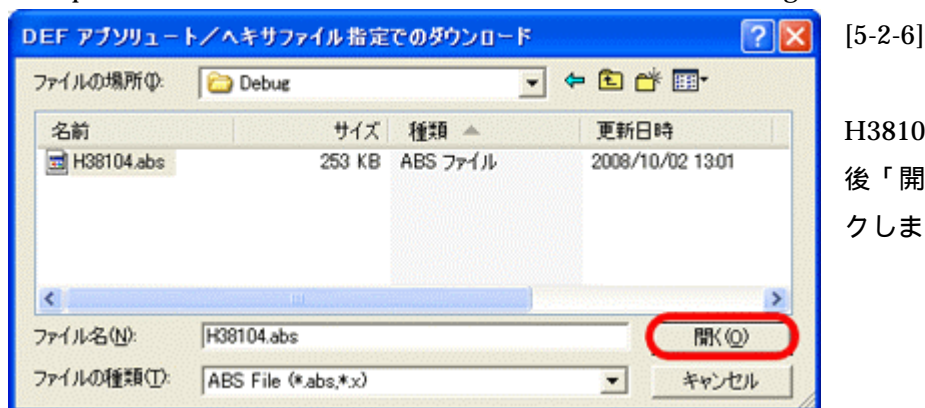 DEF アブソリュート／ヘキサファイル指定でのダウンロード
[5-2-6]
ファイルの場所(I):
Debug
名前 サイズ 種類 更新日時
H38104.abs 253 KB ABS ファイル 2008/10/02 13:01
H3810
後「開
クしま
ファイル名(N):
H38104.abs
開く(O)
ファイルの種類(T):
ABS File (*.abs,*.x)
キャンセル